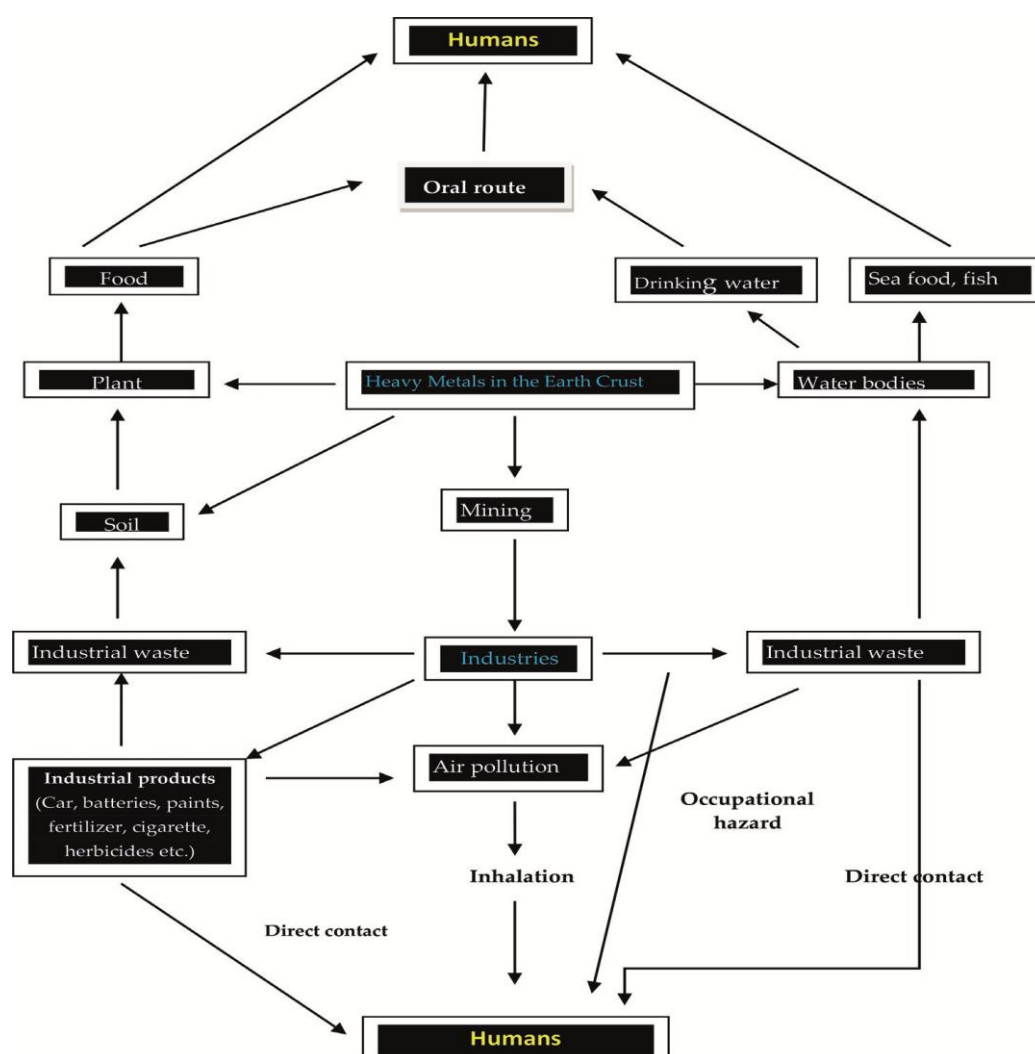 Humans
Oral route
Food
Drinking water
Sea food, fish
Plant
Heavy Metals in the Earth Crust
Water bodies
Soil
Mining
Industrial waste
Industries
Industrial waste
Industrial products
(Car, batteries, paints,
fertilizer, cigarette,
herbicides etc.)
Air pollution
Occupational
hazard
Inhalation
Direct contact
Direct contact
Humans